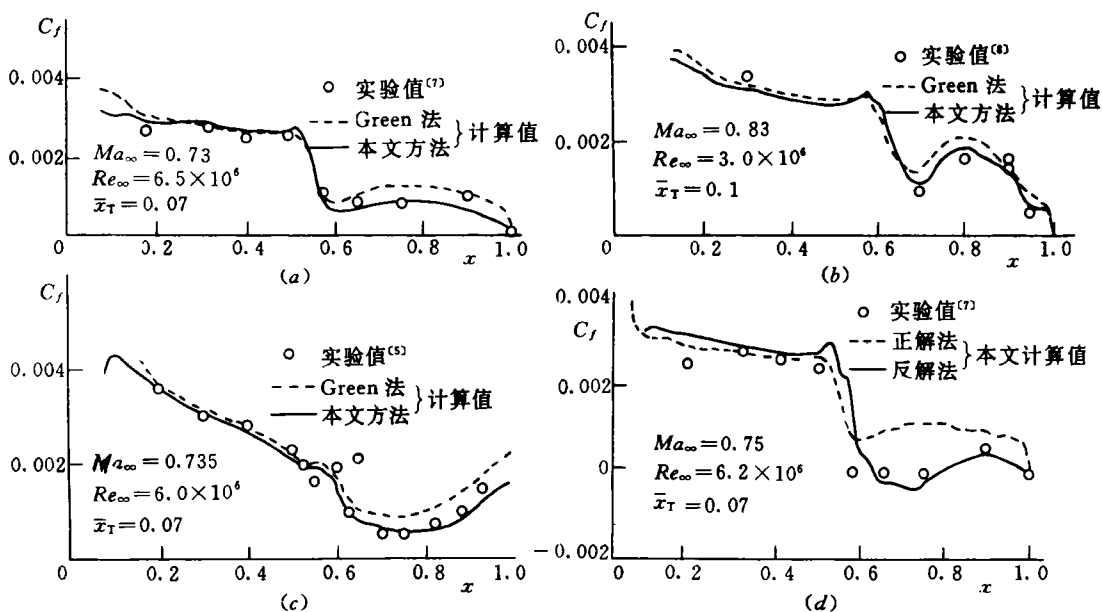 C_f
0.004
0.002
0
实验值[7]
Green 法
本文方法
}计算值
Ma∞=0.73
Re∞=6.5×10⁶
x̄_T=0.07
0.2
0.4
0.6
0.8
1.0
x
(a)
C_f
0.004
0.002
0
实验值[8]
Green 法
本文方法
}计算值
Ma∞=0.83
Re∞=3.0×10⁶
x̄_T=0.1
0.2
0.4
0.6
0.8
1.0
x
(b)
C_f
0.004
0.002
0
实验值[5]
Green 法
本文方法
}计算值
Ma∞=0.735
Re∞=6.0×10⁶
x̄_T=0.07
0.2
0.4
0.6
0.8
1.0
x
(c)
0.004
C_f
0.002
0
-0.002
实验值[7]
正解法
反解法
}本文计算值
Ma∞=0.75
Re∞=6.2×10⁶
x̄_T=0.07
0
0.2
0.4
0.6
0.8
1.0
x
(d)